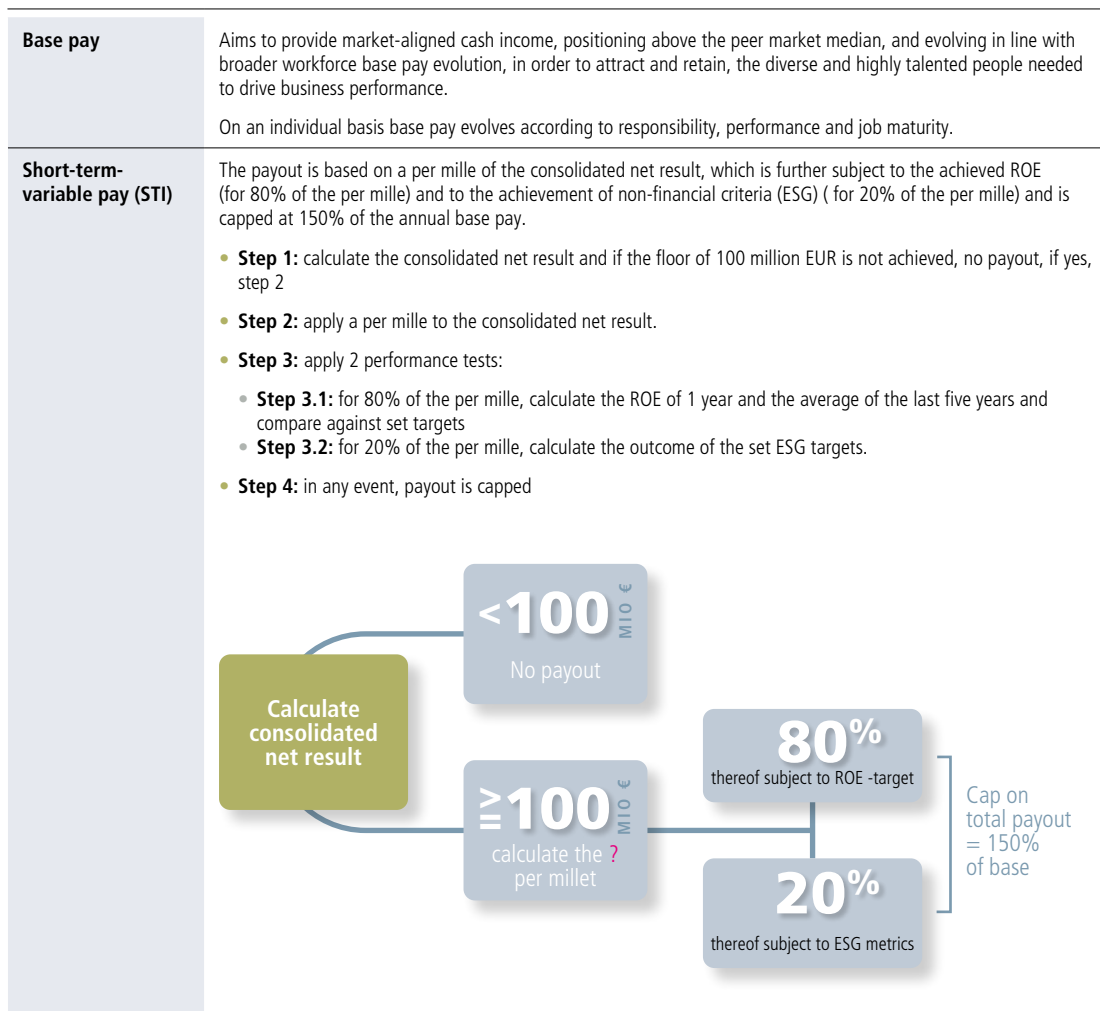 Base pay
Aims to provide market-aligned cash income, positioning above the peer market median, and evolving in line with
broader workforce base pay evolution, in order to attract and retain, the diverse and highly talented people needed
to drive business performance.
On an individual basis base pay evolves according to responsibility, performance and job maturity.
Short-term-
variable pay (STI)
The payout is based on a per mille of the consolidated net result, which is further subject to the achieved ROE
(for 80% of the per mille) and to the achievement of non-financial criteria (ESG) ( for 20% of the per mille) and is
capped at 150% of the annual base pay.
• Step 1: calculate the consolidated net result and if the floor of 100 million EUR is not achieved, no payout, if yes,
step 2
• Step 2: apply a per mille to the consolidated net result.
• Step 3: apply 2 performance tests:
• Step 3.1: for 80% of the per mille, calculate the ROE of 1 year and the average of the last five years and
compare against set targets
• Step 3.2: for 20% of the per mille, calculate the outcome of the set ESG targets.
• Step 4: in any event, payout is capped
<100 MIO €
No payout
Calculate
consolidated
net result
≥100 MIO €
calculate the ?
per millet
80%
thereof subject to ROE -target
20%
thereof subject to ESG metrics
Cap on
total payout
= 150%
of base